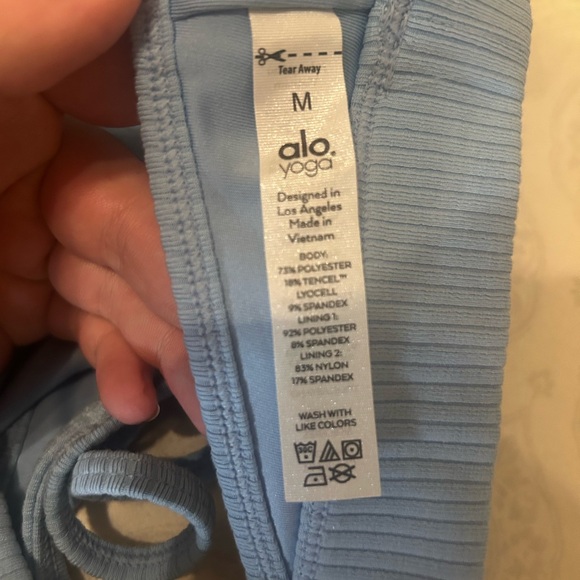 Tear Away
M
alo.
yoga
Designed in
Los Angeles
Made in
Vietnam
BODY:
73% POLYESTER
18% TENCEL™
LYOCELL
9% SPANDEX
LINING 1:
92% POLYESTER
8% SPANDEX
LINING 2:
83% NYLON
17% SPANDEX
WASH WITH
LIKE COLORS
30C